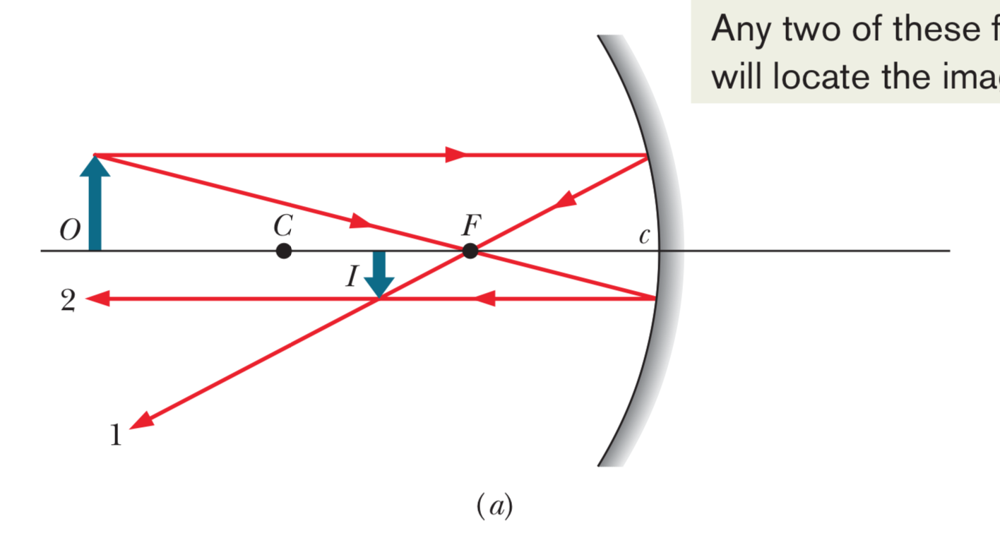 Any two of these f
will locate the ima
O
C
F
c
I
2
1
(a)